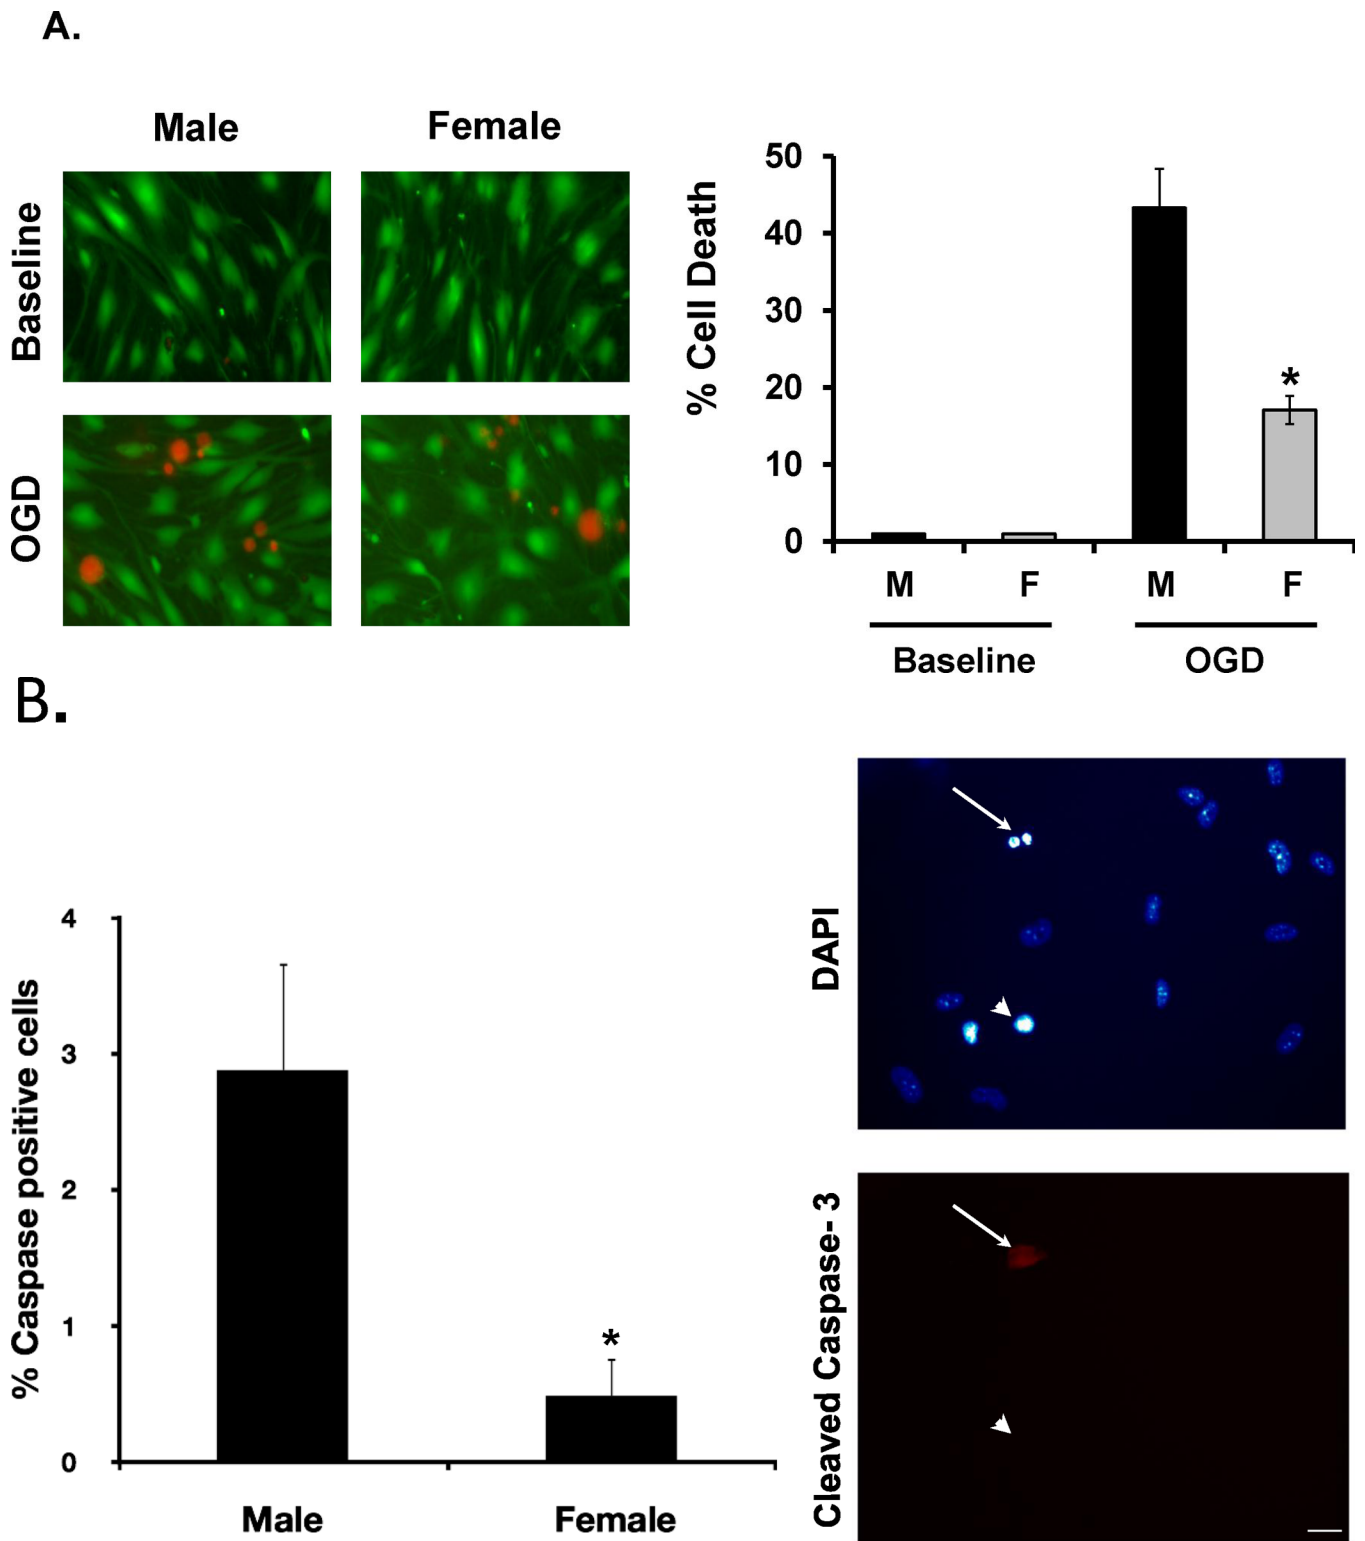 A.
Male
Female
Baseline
OGD
% Cell Death
50
40
30
20
10
0
*
M
F
M
F
Baseline
OGD
B.
% Caspase positive cells
4
3
2
1
0
*
Male
Female
DAPI
Cleaved Caspase- 3